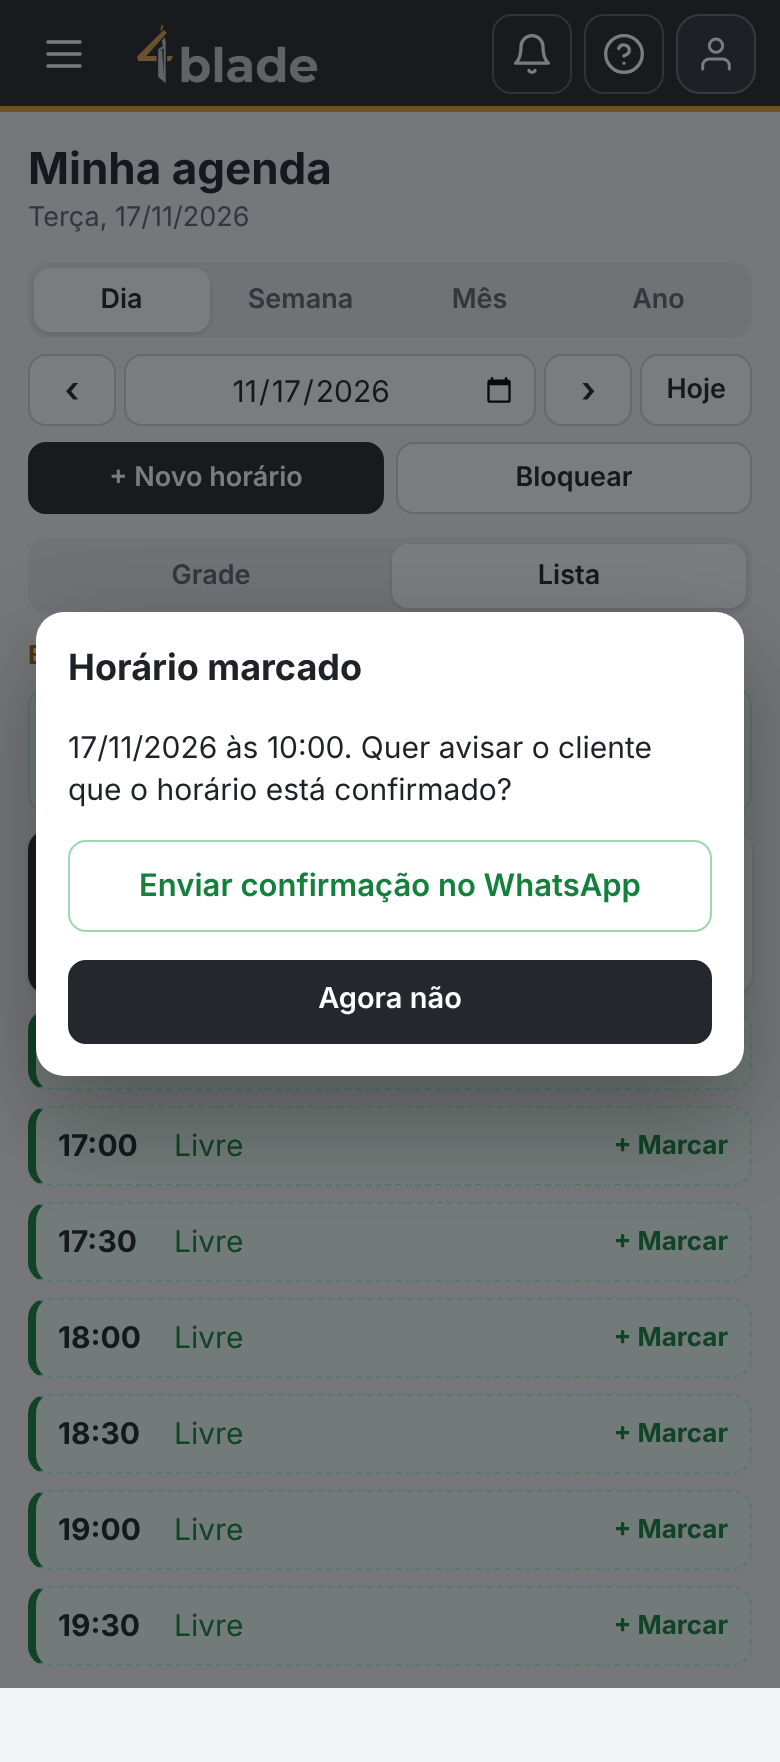 4blade
Minha agenda
Terça, 17/11/2026
Dia Semana Mês Ano
‹ 11/17/2026 › Hoje
+ Novo horário Bloquear
Grade Lista
Horário marcado
17/11/2026 às 10:00. Quer avisar o cliente
que o horário está confirmado?
Enviar confirmação no WhatsApp
Agora não
17:00 Livre + Marcar
17:30 Livre + Marcar
18:00 Livre + Marcar
18:30 Livre + Marcar
19:00 Livre + Marcar
19:30 Livre + Marcar